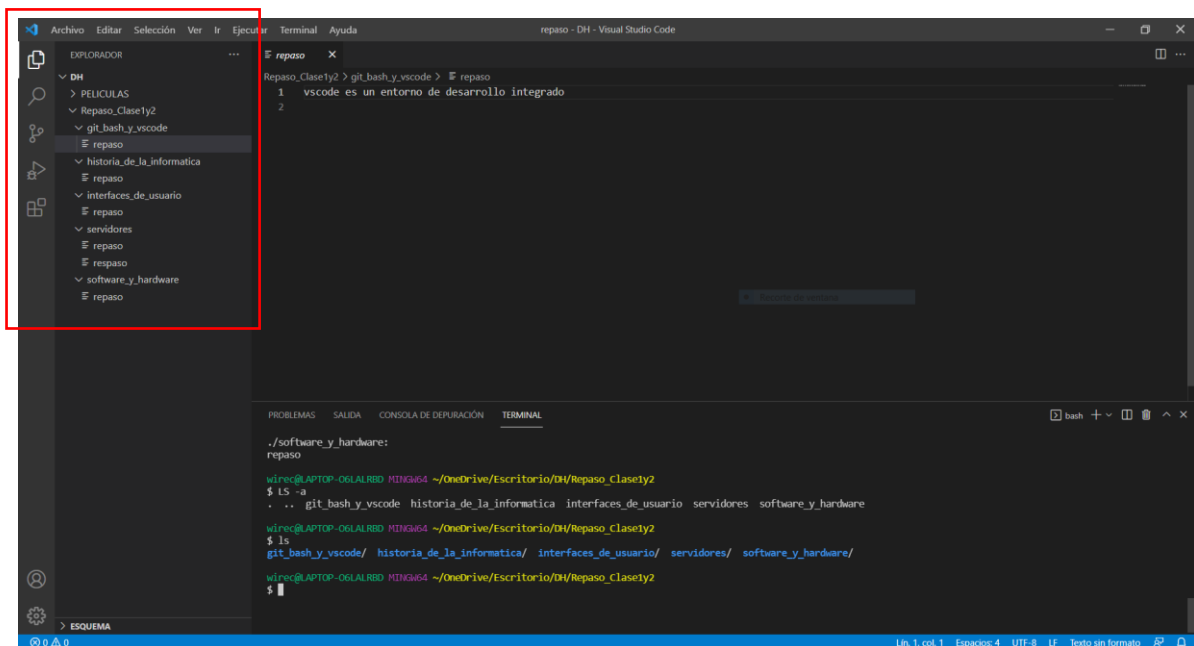 Archivo Editar Selección Ver Ir Ejecutar Terminal Ayuda
repaso - DH - Visual Studio Code
EXPLORADOR
DH
PELICULAS
Repaso_Clase1y2
git_bash_y_vscode
repaso
historia_de_la_informatica
repaso
interfaces_de_usuario
repaso
servidores
repaso
respaso
software_y_hardware
repaso
ESQUEMA
repaso
Repaso_Clase1y2 > git_bash_y_vscode > repaso
1 vscode es un entorno de desarrollo integrado
2
PROBLEMAS SALIDA CONSOLA DE DEPURACIÓN TERMINAL
bash
./software_y_hardware:
repaso
wirec@LAPTOP-O6LALRBD MINGW64 ~/OneDrive/Escritorio/DH/Repaso_Clase1y2
$ LS -a
. .. git_bash_y_vscode historia_de_la_informatica interfaces_de_usuario servidores software_y_hardware
wirec@LAPTOP-O6LALRBD MINGW64 ~/OneDrive/Escritorio/DH/Repaso_Clase1y2
$ ls
git_bash_y_vscode/ historia_de_la_informatica/ interfaces_de_usuario/ servidores/ software_y_hardware/
wirec@LAPTOP-O6LALRBD MINGW64 ~/OneDrive/Escritorio/DH/Repaso_Clase1y2
$
0 0
Lín. 1, col. 1 Espacios: 4 UTF-8 LF Texto sin formato